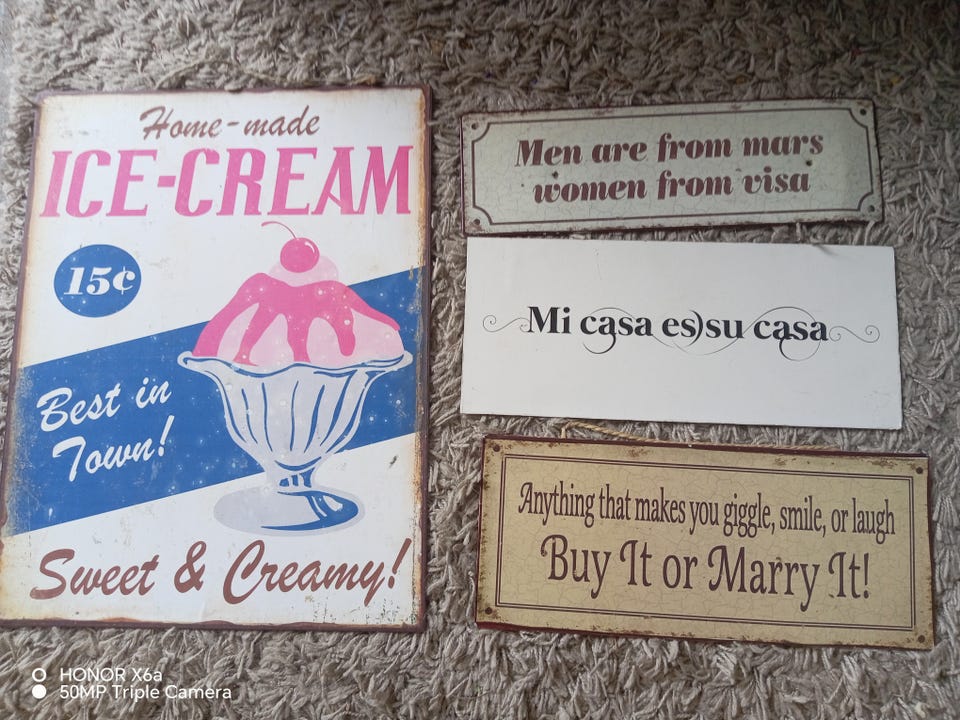 Home-made
ICE-CREAM
15¢
Best in
Town!
Sweet & Creamy!
Men are from mars
women from visa
Mi casa es su casa
Anything that makes you giggle, smile, or laugh
Buy It or Marry It!
HONOR X6a
50MP Triple Camera